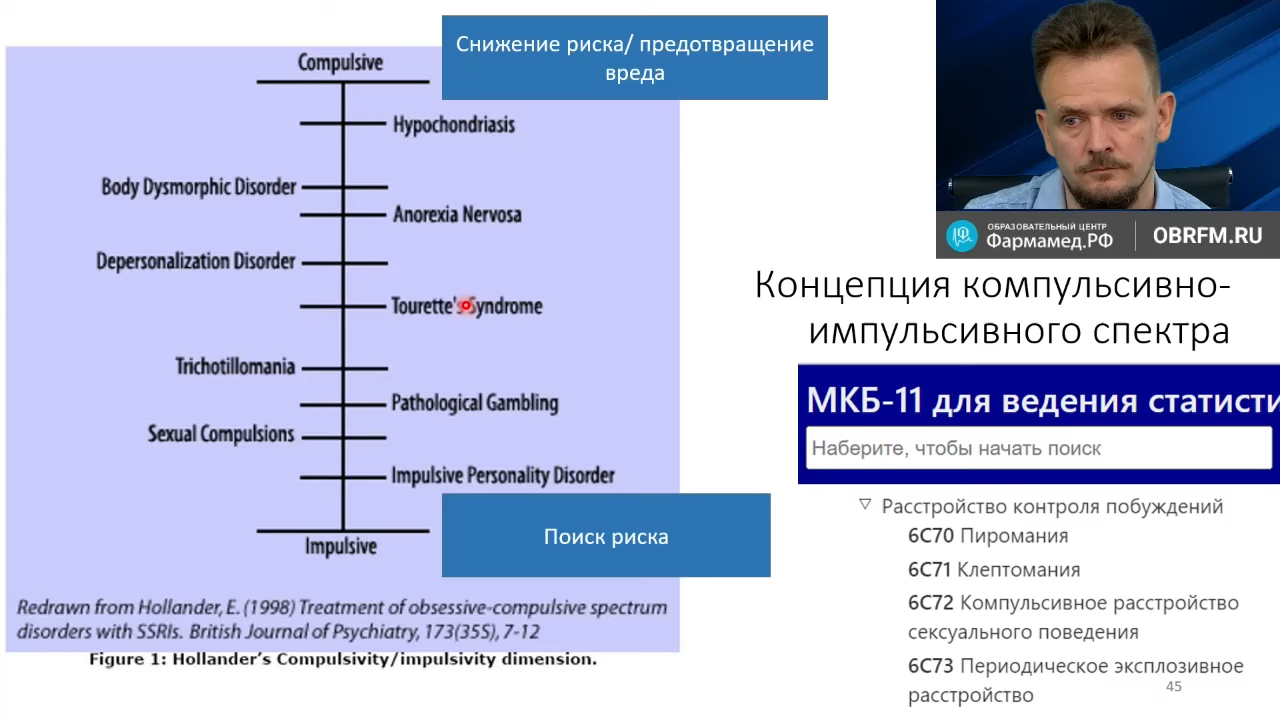 Снижение риска/ предотвращение
вреда
Compulsive
Hypochondriasis
Body Dysmorphic Disorder
Anorexia Nervosa
Depersonalization Disorder
Tourette's Syndrome
Trichotillomania
Pathological Gambling
Sexual Compulsions
Impulsive Personality Disorder
Impulsive
Поиск риска
Redrawn from Hollander, E. (1998) Treatment of obsessive-compulsive spectrum
disorders with SSRIs. British Journal of Psychiatry, 173(35S), 7-12
Figure 1: Hollander's Compulsivity/impulsivity dimension.
ОБРАЗОВАТЕЛЬНЫЙ ЦЕНТР
Фармамед.РФ
OBRFM.RU
Концепция компульсивно-
импульсивного спектра
МКБ-11 для ведения статисти
Наберите, чтобы начать поиск
Расстройство контроля побуждений
6C70 Пиромания
6C71 Клептомания
6C72 Компульсивное расстройство
сексуального поведения
6C73 Периодическое эксплозивное
расстройство
45